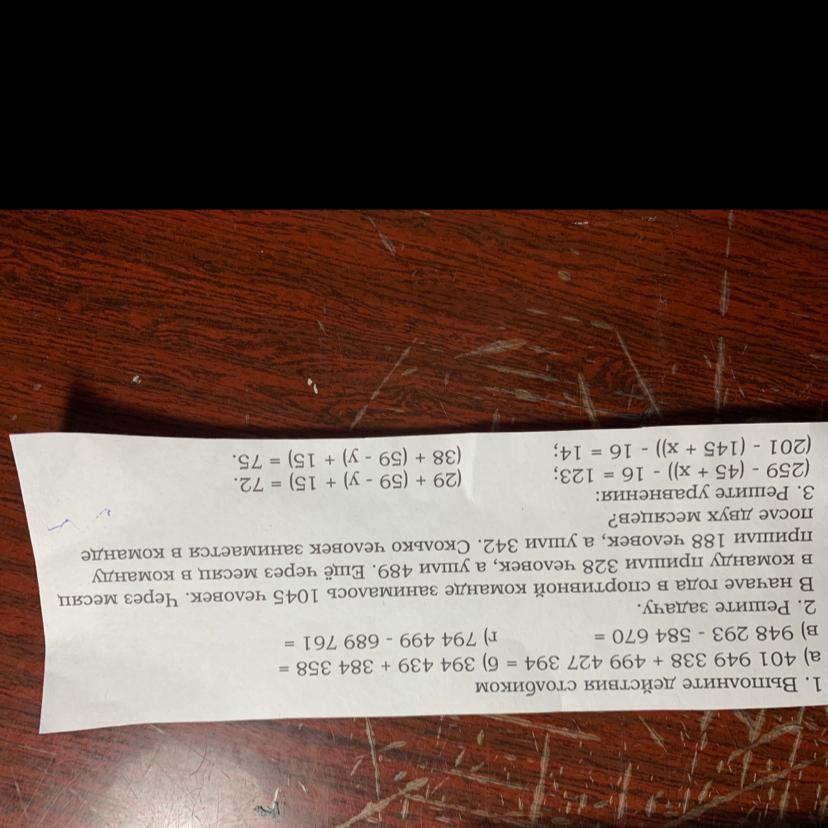 1. Выполните действия столбиком
а) 401 949 338 + 499 427 394 = б) 394 439 + 384 358 =
в) 948 293 - 584 670 = г) 794 499 - 689 761 =
2. Решите задачу.
В начале года в спортивной команде занималось 1045 человек. Через месяц
в команду пришли 328 человек, а ушли 489. Ещё через месяц в команду
пришли 188 человек, а ушли 342. Сколько человек занимается в команде
после двух месяцев?
3. Решите уравнения:
(259 - (45 + x)) - 16 = 123; (29 + (59 - y) + 15) = 72.
(201 - (145 + x)) - 16 = 14; (38 + (59 - y) + 15) = 75.